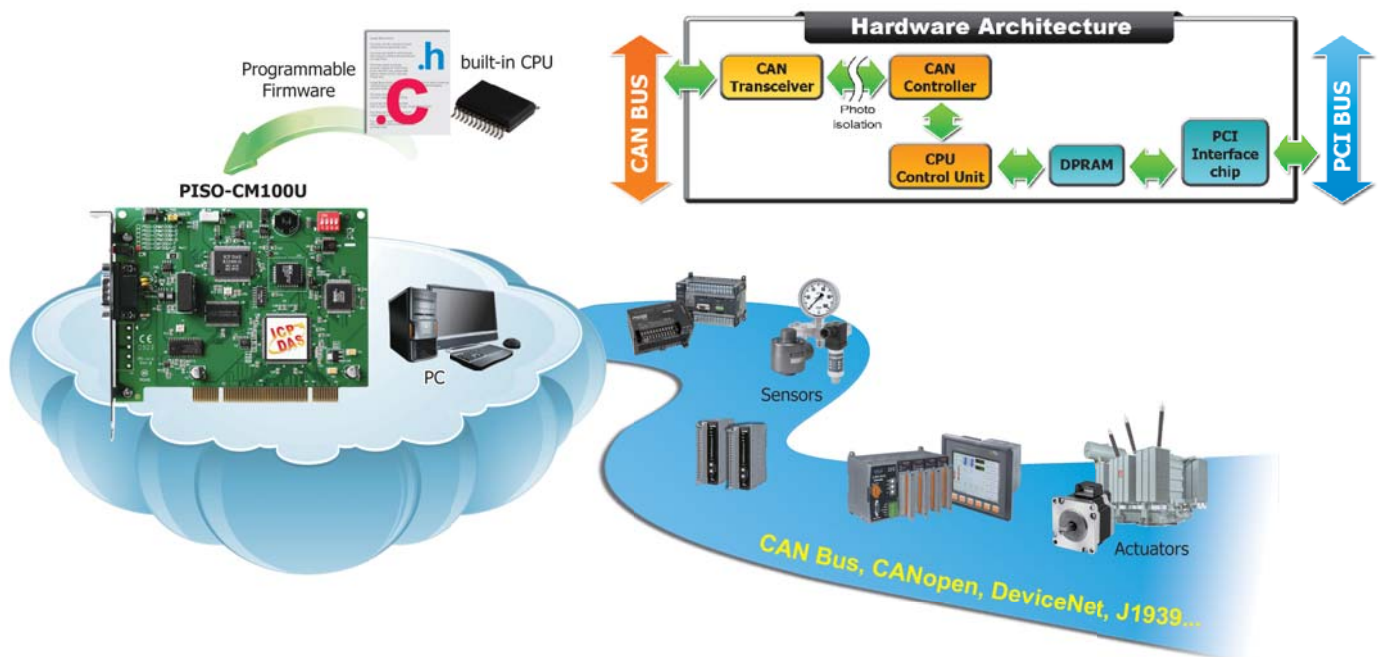 Programmable
Firmware
.h
.c
built-in CPU
PISO-CM100U
ICP
DAS
PC
Hardware Architecture
CAN BUS
CAN
Transceiver
Photo
isolation
CAN
Controller
CPU
Control Unit
DPRAM
PCI
Interface
chip
PCI BUS
Sensors
Actuators
CAN Bus, CANopen, DeviceNet, J1939...